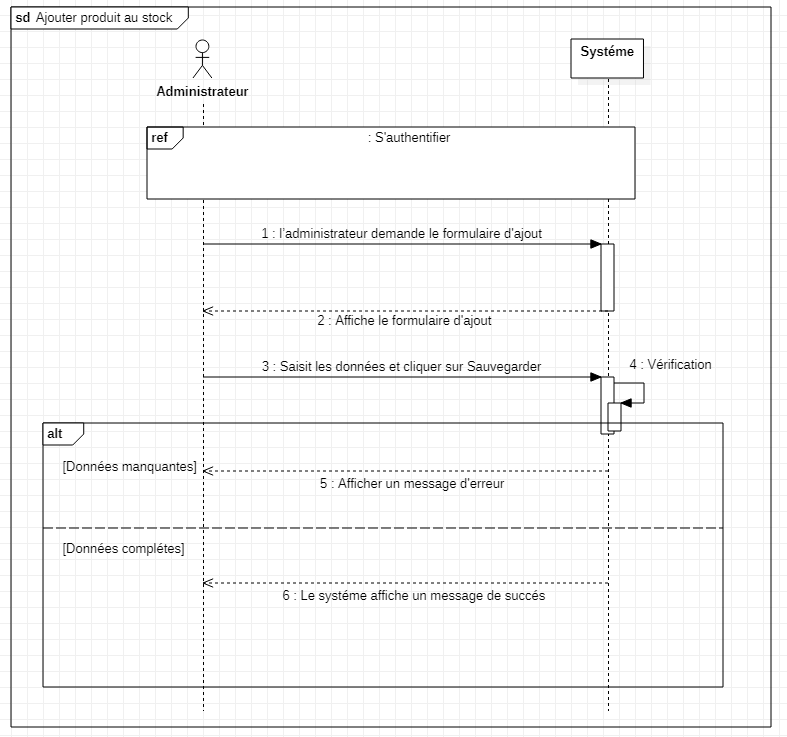 sd Ajouter produit au stock
Systéme
Administrateur
ref
: S'authentifier
1 : l'administrateur demande le formulaire d'ajout
2 : Affiche le formulaire d'ajout
3 : Saisit les données et cliquer sur Sauvegarder
4 : Vérification
alt
[Données manquantes]
5 : Afficher un message d'erreur
[Données complétes]
6 : Le systéme affiche un message de succés